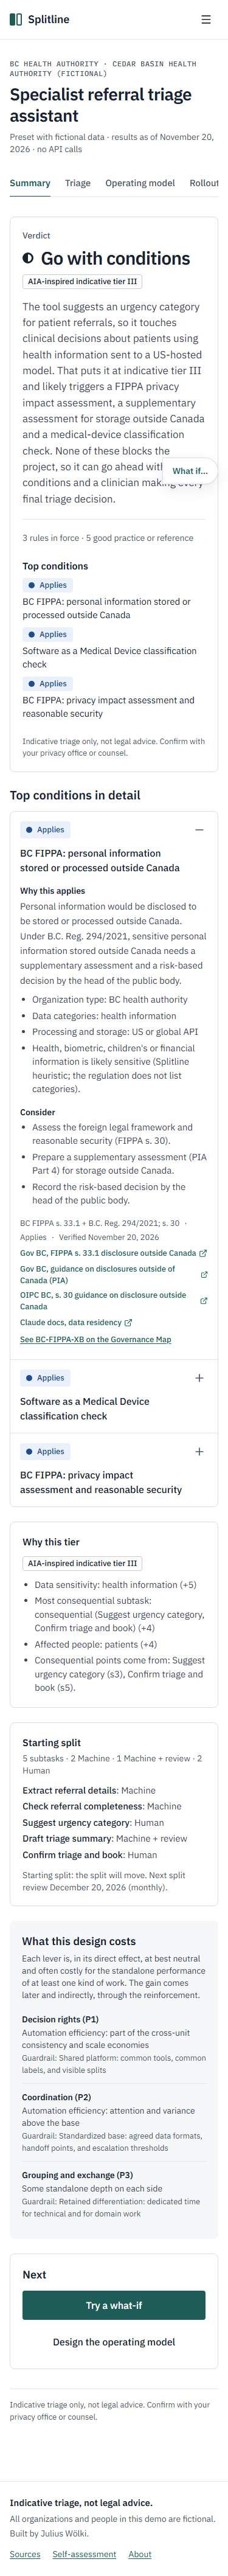 Splitline
BC HEALTH AUTHORITY · CEDAR BASIN HEALTH
AUTHORITY (FICTIONAL)
Specialist referral triage
assistant
Preset with fictional data · results as of November 20,
2026 · no API calls
Summary Triage Operating model Rollout
Verdict
Go with conditions
AIA-inspired indicative tier III
The tool suggests an urgency category
for patient referrals, so it touches
clinical decisions about patients using
health information sent to a US-hosted
model. That puts it at indicative tier III
and likely triggers a FIPPA privacy
impact assessment, a supplementary
assessment for storage outside Canada
and a medical-device classification
check. None of these blocks the
project, so it can go ahead with
What if...
conditions and a clinician making every
final triage decision.
3 rules in force · 5 good practice or reference
Top conditions
Applies
BC FIPPA: personal information stored or
processed outside Canada
Applies
Software as a Medical Device classification
check
Applies
BC FIPPA: privacy impact assessment and
reasonable security
Indicative triage only, not legal advice. Confirm with
your privacy office or counsel.
Top conditions in detail
Applies
BC FIPPA: personal information
stored or processed outside Canada
Why this applies
Personal information would be disclosed to
be stored or processed outside Canada.
Under B.C. Reg. 294/2021, sensitive personal
information stored outside Canada needs a
supplementary assessment and a risk-based
decision by the head of the public body.
• Organization type: BC health authority
• Data categories: health information
• Processing and storage: US or global API
• Health, biometric, children's or financial
information is likely sensitive (Splitline
heuristic; the regulation does not list
categories).
Consider
• Assess the foreign legal framework and
reasonable security (FIPPA s. 30).
• Prepare a supplementary assessment (PIA
Part 4) for storage outside Canada.
• Record the risk-based decision by the
head of the public body.
BC FIPPA s. 33.1 + B.C. Reg. 294/2021; s. 30 ·
Applies · Verified November 20, 2026
Gov BC, FIPPA s. 33.1 disclosure outside Canada
Gov BC, guidance on disclosures outside of
Canada (PIA)
OIPC BC, s. 30 guidance on disclosure outside
Canada
Claude docs, data residency
See BC-FIPPA-XB on the Governance Map
Applies
Software as a Medical Device
classification check
Applies
BC FIPPA: privacy impact
assessment and reasonable security
Why this tier
AIA-inspired indicative tier III
• Data sensitivity: health information (+5)
• Most consequential subtask:
consequential (Suggest urgency category,
Confirm triage and book) (+4)
• Affected people: patients (+4)
• Consequential points come from: Suggest
urgency category (s3), Confirm triage and
book (s5).
Starting split
5 subtasks · 2 Machine · 1 Machine + review · 2
Human
Extract referral details: Machine
Check referral completeness: Machine
Suggest urgency category: Human
Draft triage summary: Machine + review
Confirm triage and book: Human
Starting split: the split will move. Next split
review December 20, 2026 (monthly).
What this design costs
Each lever is, in its direct effect, at best neutral
and often costly for the standalone performance
of at least one kind of work. The gain comes
later and indirectly, through the reinforcement.
Decision rights (P1)
Automation efficiency: part of the cross-unit
consistency and scale economies
Guardrail: Shared platform: common tools, common
labels, and visible splits
Coordination (P2)
Automation efficiency: attention and variance
above the base
Guardrail: Standardized base: agreed data formats,
handoff points, and escalation thresholds
Grouping and exchange (P3)
Some standalone depth on each side
Guardrail: Retained differentiation: dedicated time
for technical and for domain work
Next
Try a what-if
Design the operating model
Indicative triage only, not legal advice. Confirm with your
privacy office or counsel.
Indicative triage, not legal advice.
All organizations and people in this demo are fictional.
Built by Julius Wölki.
Sources Self-assessment About